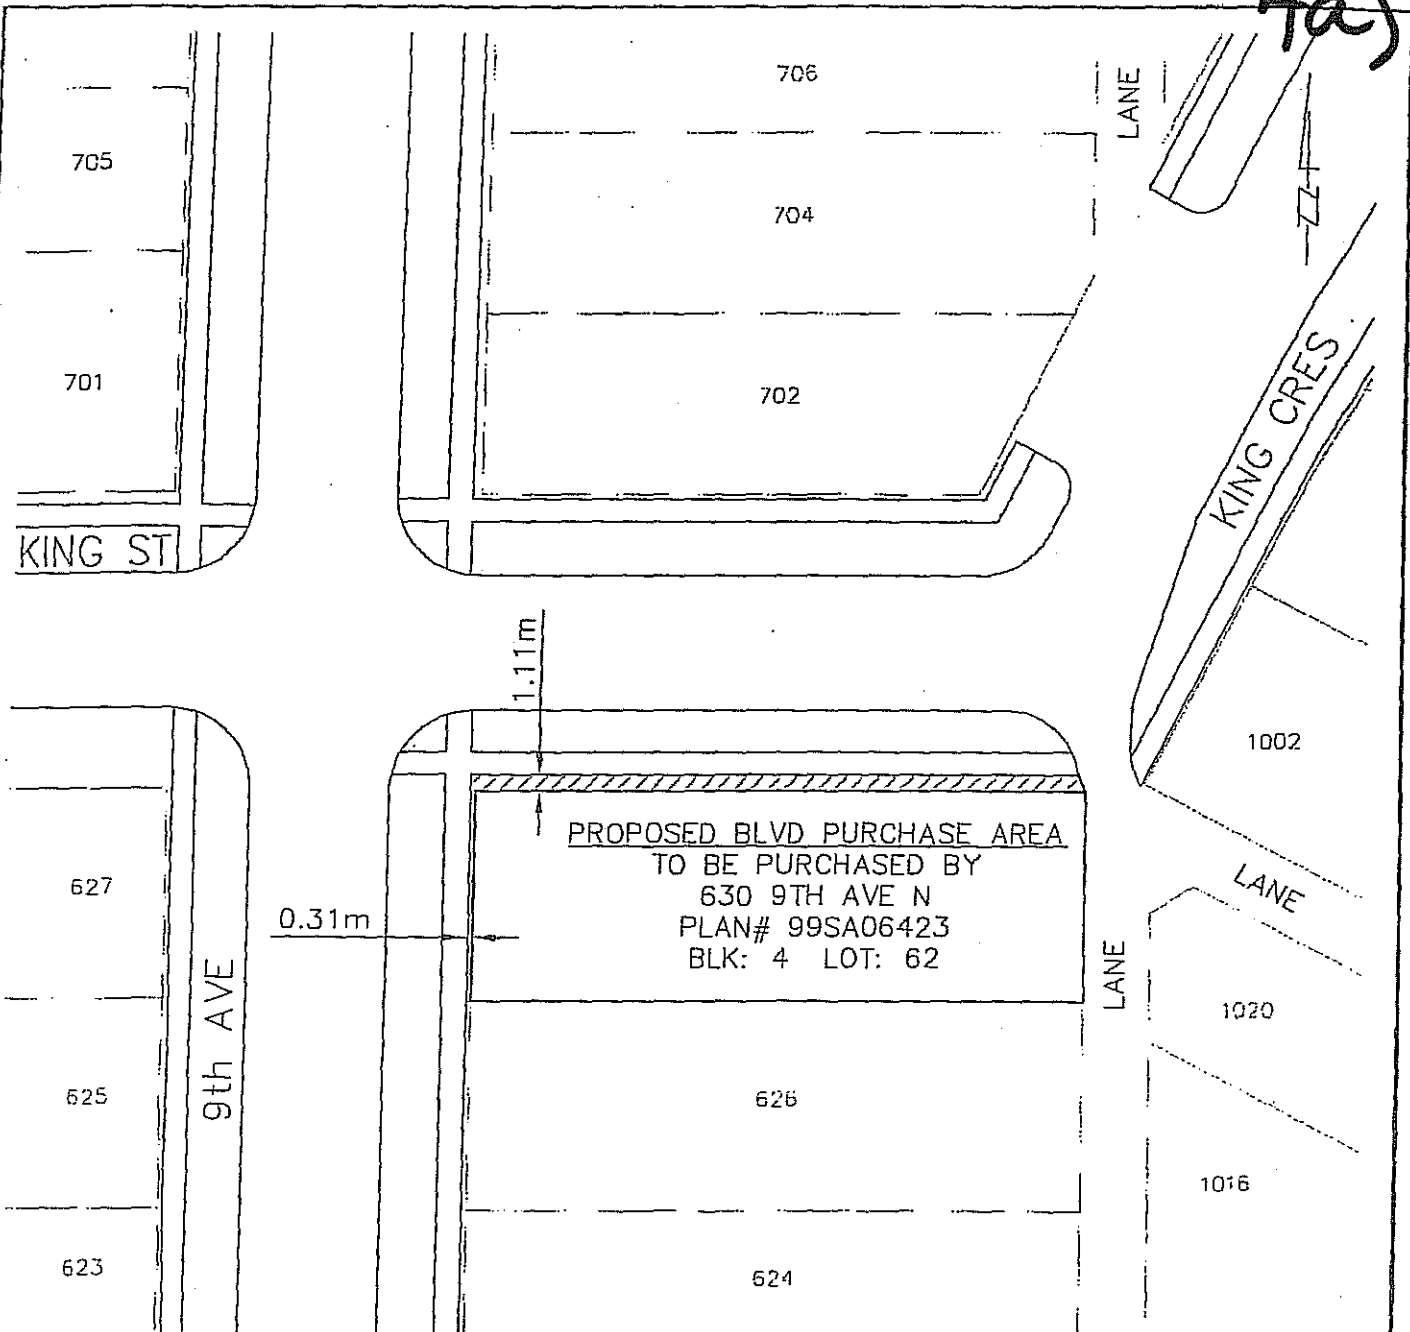 4a)
706
LANE
705
704
N
701
702
KING CRES
KING ST
1.11m
1002
PROPOSED BLVD PURCHASE AREA
TO BE PURCHASED BY
630 9TH AVE N
PLAN# 99SA06423
BLK: 4 LOT: 62
627
LANE
0.31m
9th AVE
LANE
1020
625
626
1016
623
624